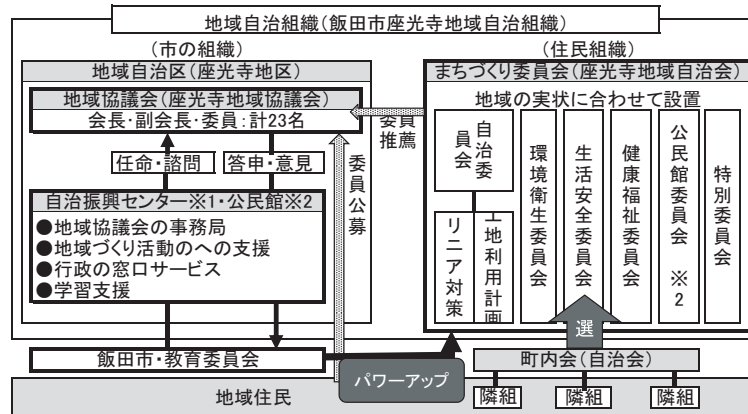 地域自治組織(飯田市座光寺地域自治組織)
(市の組織)
(住民組織)
地域自治区(座光寺地区)
まちづくり委員会(座光寺地域自治会)
地域協議会(座光寺地域協議会)
会長・副会長・委員:計23名
地域の実状に合わせて設置
委員
推薦
任命・諮問
答申・意見
委員公募
自治振興センター※1・公民館※2
●地域協議会の事務局
●地域づくり活動のへの支援
●行政の窓口サービス
●学習支援
自治委
員会
リニア対策
土地利用計画
環境衛生委員会
生活安全委員会
健康福祉委員会
公民館委員会 ※2
特別委員会
選
飯田市・教育委員会
町内会(自治会)
パワーアップ
地域住民
隣組
隣組
隣組